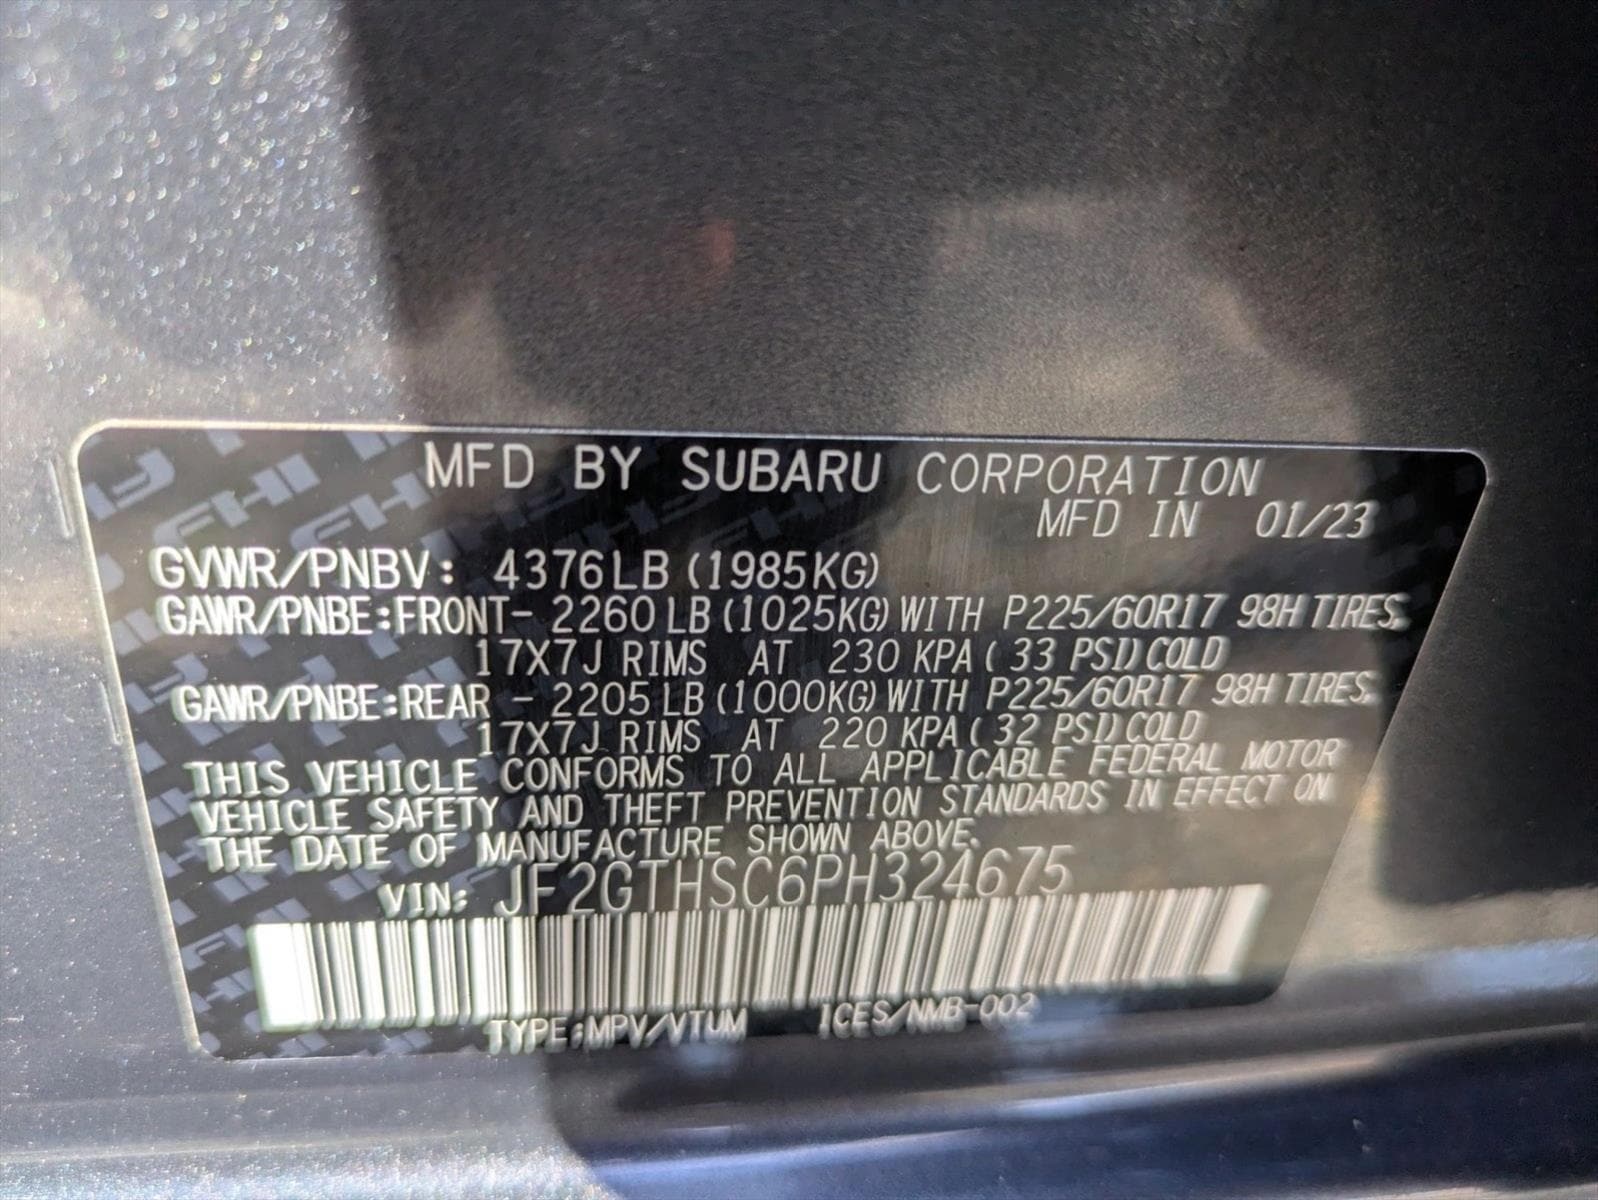 MFD BY SUBARU CORPORATION
MFD IN 01/23
GVWR/PNBV: 4376LB (1985KG)
GAWR/PNBE:FRONT- 2260LB (1025KG) WITH P225/60R17 98H TIRES,
17X7J RIMS AT 230 KPA ( 33 PSI) COLD
GAWR/PNBE:REAR - 2205LB (1000KG) WITH P225/60R17 98H TIRES,
17X7J RIMS AT 220 KPA ( 32 PSI) COLD
THIS VEHICLE CONFORMS TO ALL APPLICABLE FEDERAL MOTOR
VEHICLE SAFETY AND THEFT PREVENTION STANDARDS IN EFFECT ON
THE DATE OF MANUFACTURE SHOWN ABOVE.
VIN: JF2GTHSC6PH324675
TYPE:MPV/VTUM ICES/NMB-002